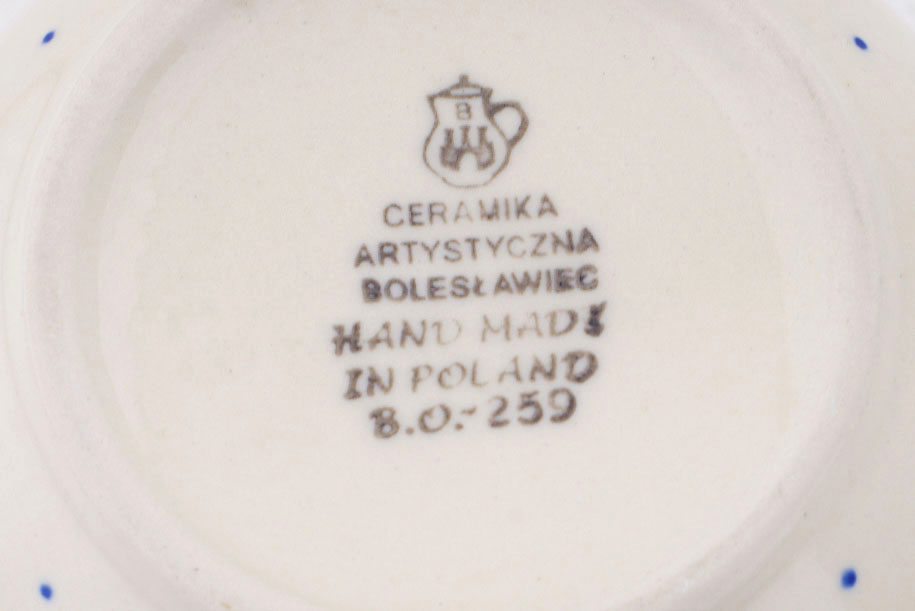 B
CERAMIKA
ARTYSTYCZNA
BOLESŁAWIEC
HAND MADE
IN POLAND
B.O.-259